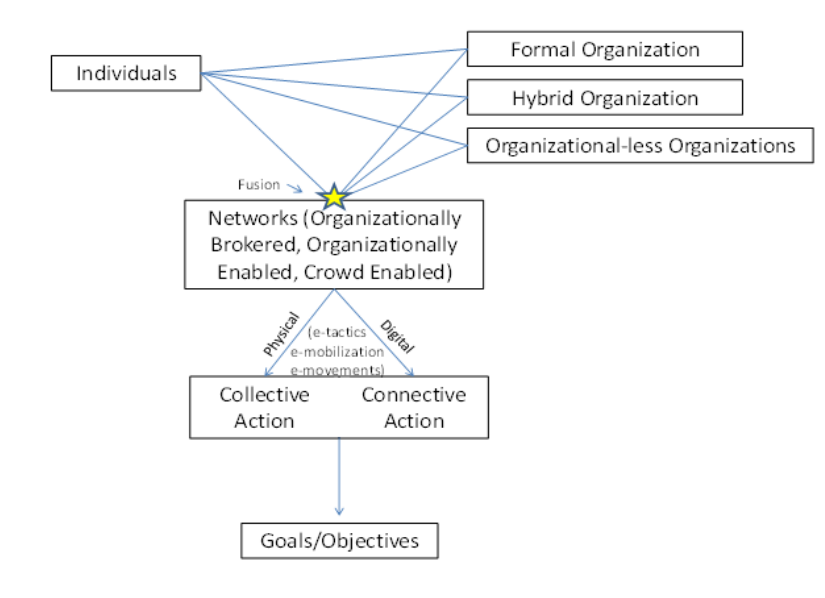 Individuals
Formal Organization
Hybrid Organization
Organizational-less Organizations
Fusion
Networks (Organizationally
Brokered, Organizationally
Enabled, Crowd Enabled)
Physical
Digital
(e-tactics
e-mobilization
e-movements)
Collective
Action
Connective
Action
Goals/Objectives